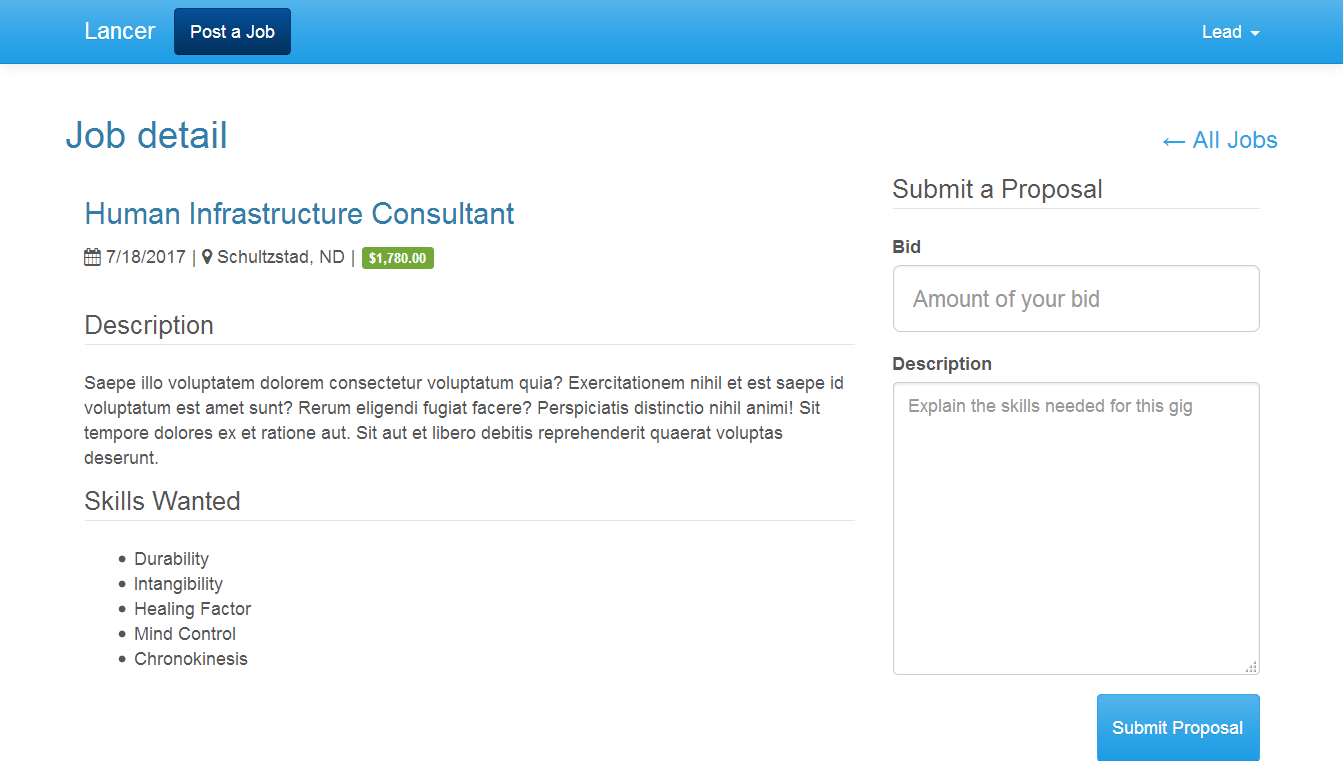 Lancer
Post a Job
Lead
Job detail
← All Jobs
Human Infrastructure Consultant
7/18/2017 | Schultzstad, ND | $1,780.00
Description
Saepe illo voluptatem dolorem consectetur voluptatum quia? Exercitationem nihil et est saepe id
voluptatum est amet sunt? Rerum eligendi fugiat facere? Perspiciatis distinctio nihil animi! Sit
tempore dolores ex et ratione aut. Sit aut et libero debitis reprehenderit quaerat voluptas
deserunt.
Skills Wanted
• Durability
• Intangibility
• Healing Factor
• Mind Control
• Chronokinesis
Submit a Proposal
Bid
Amount of your bid
Description
Explain the skills needed for this gig
Submit Proposal